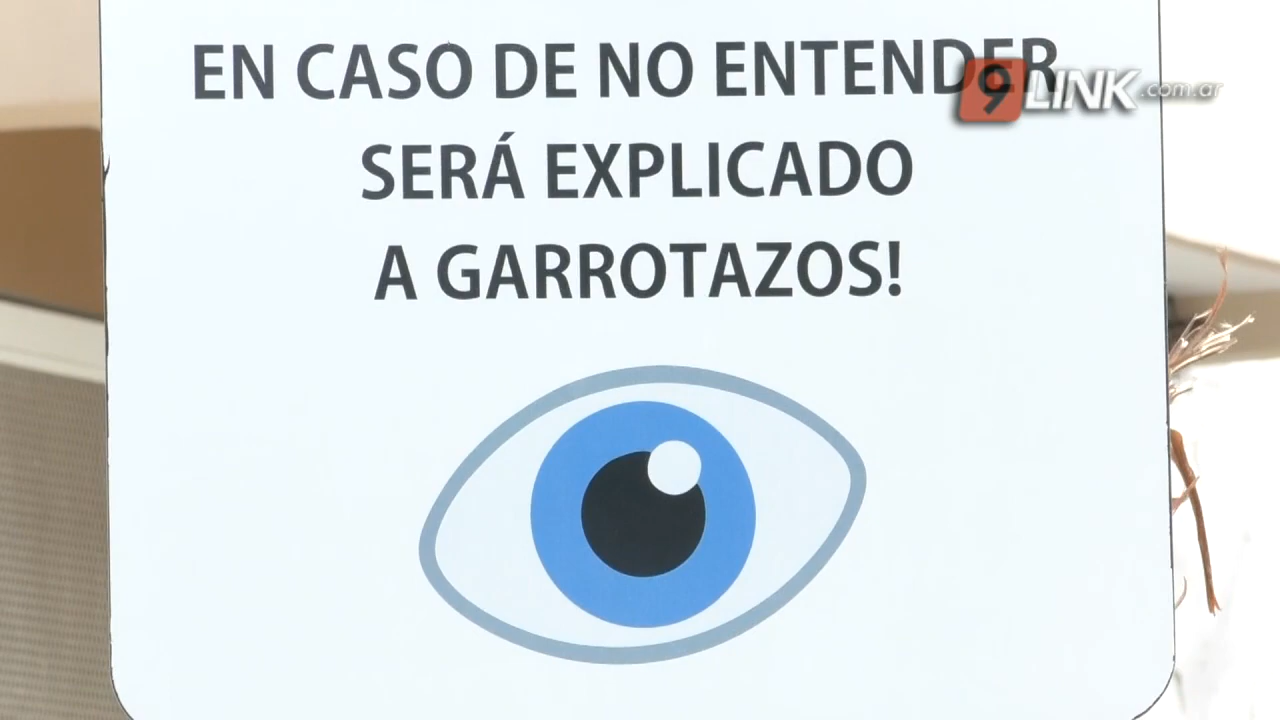 EN CASO DE NO ENTENDER
9 LINK.com.ar
SERÁ EXPLICADO
A GARROTAZOS!